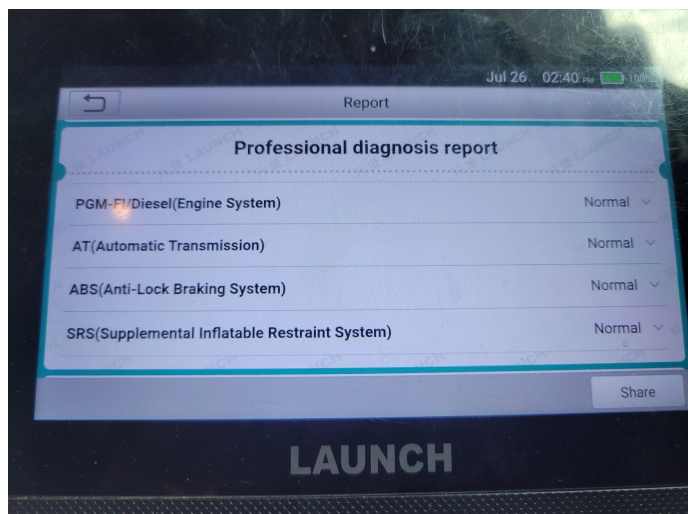 Jul 26 02:40 PM 100%
Report
Professional diagnosis report
PGM-FI/Diesel(Engine System) Normal
AT(Automatic Transmission) Normal
ABS(Anti-Lock Braking System) Normal
SRS(Supplemental Inflatable Restraint System) Normal
Share
LAUNCH